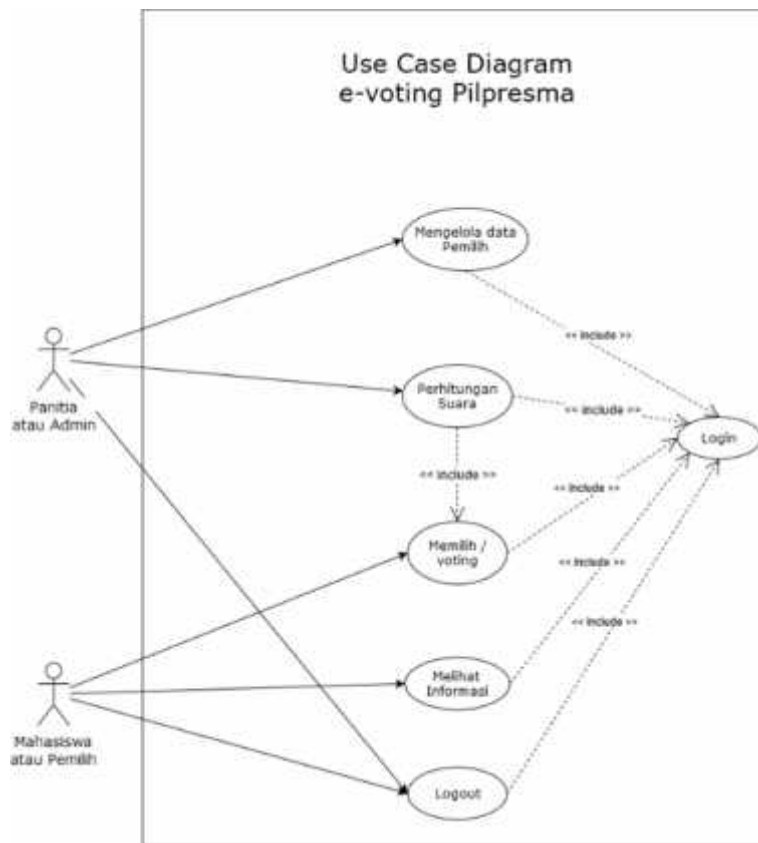 Use Case Diagram
e-voting Pilpresma
Mengelola data
Pemilih
<< Include >>
Panitia
atau Admin
Perhitungan
Suara
<< Include >>
Login
<< Include >>
<< Include >>
Memilih /
voting
<< Include >>
<< Include >>
Melihat
Informasi
Mahasiswa
atau Pemilih
Logout